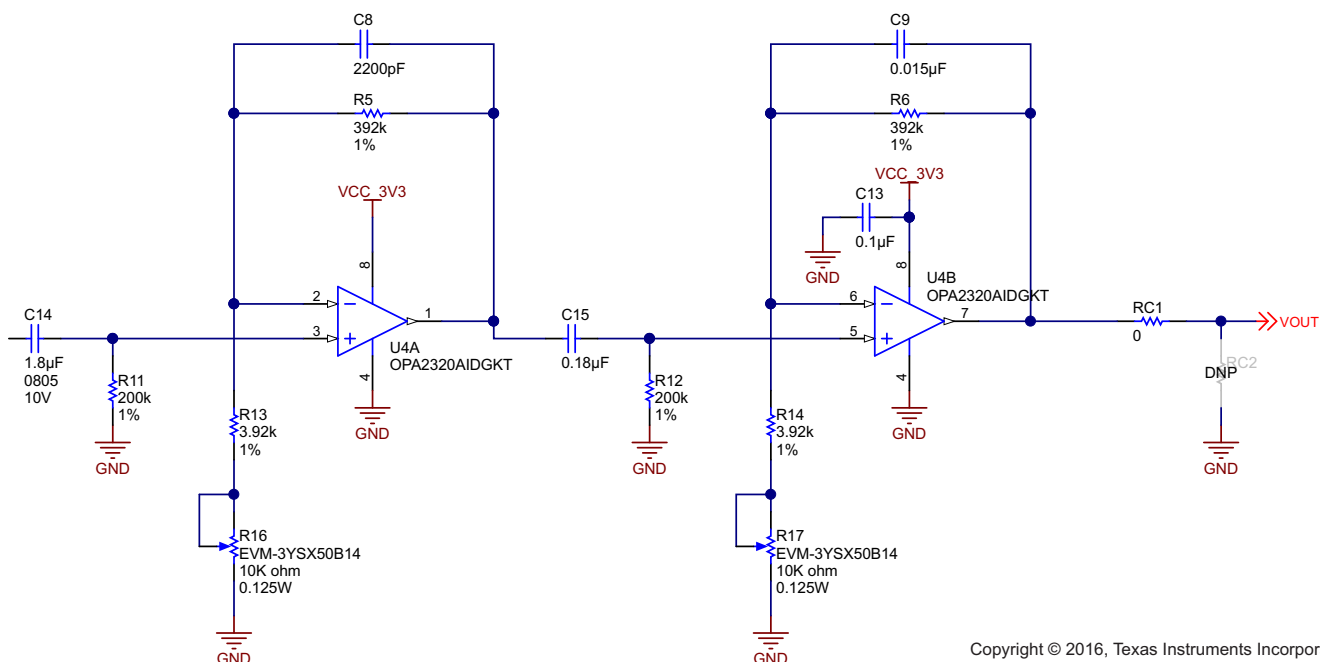 C8
2200pF
R5
392k
1%
VCC_3V3
8
2
3
1
4
U4A
OPA2320AIDGKT
GND
C14
1.8µF
0805
10V
R11
200k
1%
GND
R13
3.92k
1%
R16
EVM-3YSX50B14
10K ohm
0.125W
GND
C15
0.18µF
R12
200k
1%
GND
C9
0.015µF
R6
392k
1%
VCC_3V3
C13
0.1µF
GND
8
U4B
OPA2320AIDGKT
6
5
7
4
GND
R14
3.92k
1%
R17
EVM-3YSX50B14
10K ohm
0.125W
GND
RC1
0
VOUT
RC2
DNP
GND
Copyright © 2016, Texas Instruments Incorpor